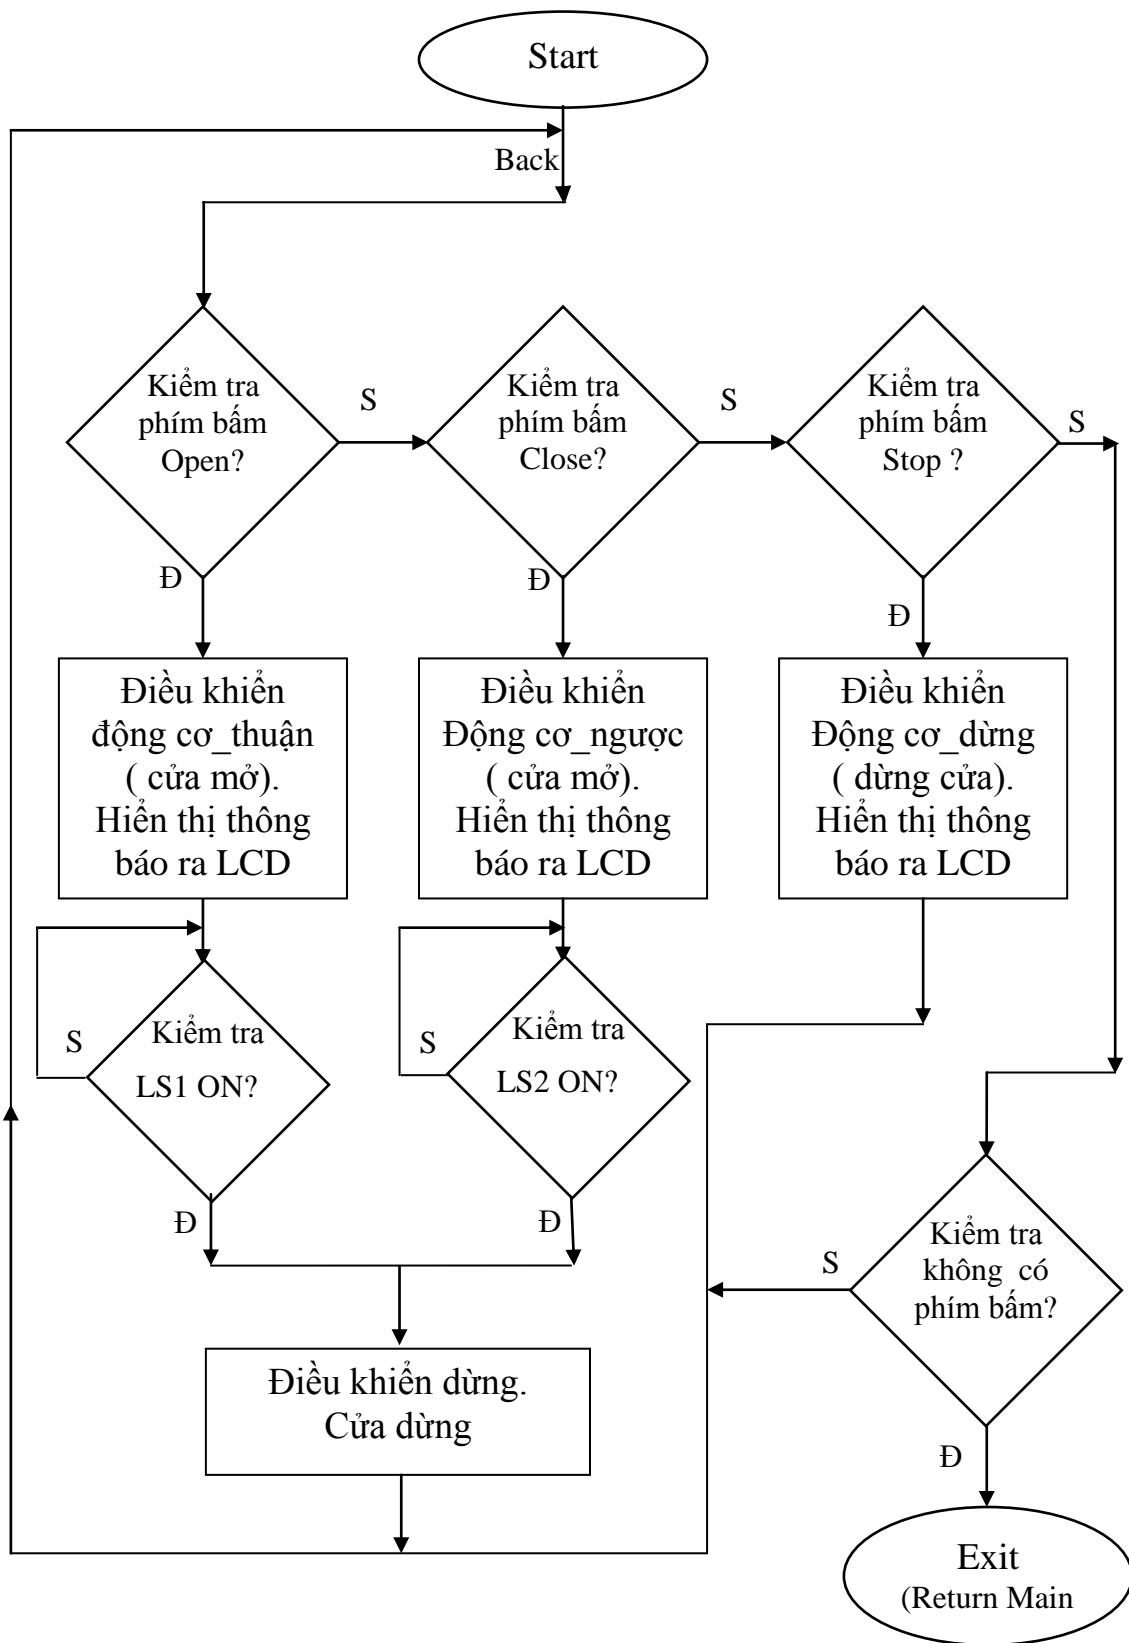 Start
Back
Kiểm tra
phím bấm
Open?
S
Kiểm tra
phím bấm
Close?
S
Kiểm tra
phím bấm
Stop ?
S
Đ
Đ
Đ
Điều khiển
động cơ_thuận
( cửa mở).
Hiển thị thông
báo ra LCD
Điều khiển
Động cơ_ngược
( cửa mở).
Hiển thị thông
báo ra LCD
Điều khiển
Động cơ_dừng
( dừng cửa).
Hiển thị thông
báo ra LCD
S
Kiểm tra
LS1 ON?
S
Kiểm tra
LS2 ON?
Đ
Đ
S
Kiểm tra
không có
phím bấm?
Điều khiển dừng.
Cửa dừng
Đ
Exit
(Return Main